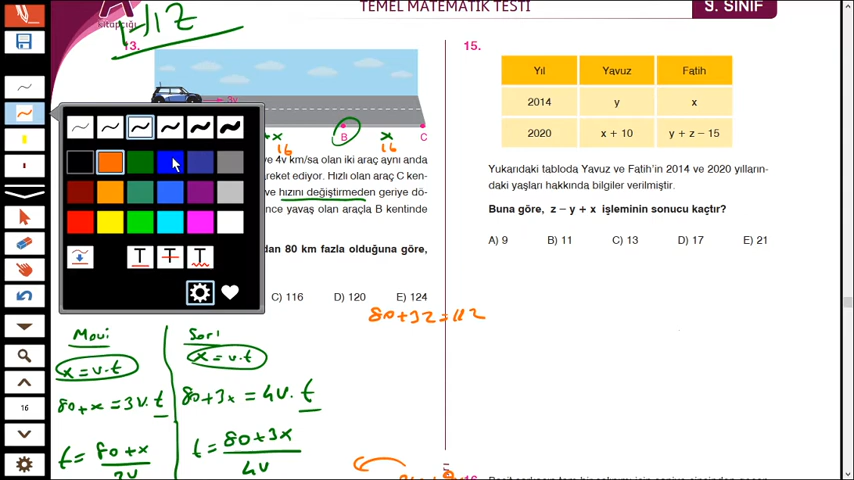 TEMEL MATEMATİK TESTİ
9. SINIF
A
kitapçığı
112
13.
3v
x
B
x
C
16
16
ve 4v km/sa olan iki araç aynı anda
reket ediyor. Hızlı olan araç C ken-
e hızını değiştirmeden geriye dö-
nce yavaş olan araçla B kentinde
dan 80 km fazla olduğuna göre,
C) 116 D) 120 E) 124
80+32=112
Mavi
x = v.t
80+x = 3v.t
t = 80+x
3v
Sarı
x = v.t
80+3x = 4v.t
t = 80+3x
4v
15.
Yıl Yavuz Fatih
2014 y x
2020 x + 10 y + z – 15
Yukarıdaki tabloda Yavuz ve Fatih'in 2014 ve 2020 yılların-
daki yaşları hakkında bilgiler verilmiştir.
Buna göre, z – y + x işleminin sonucu kaçtır?
A) 9 B) 11 C) 13 D) 17 E) 21
16
T T T